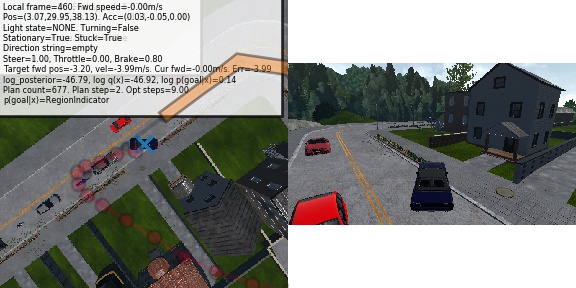 Local frame=460. Fwd speed=-0.00m/s
Pos=(3.07,29.95,38.13). Acc=(0.03,-0.05,0.00)
Light state=NONE. Turning=False
Stationary=True. Stuck=True
Direction string=empty
Steer=1.00, Throttle=0.00, Brake=0.80
Target fwd pos=-3.20, vel=-3.99m/s. Cur fwd=-0.00m/s. Err=-3.99
log_posterior=-46.79, log q(x)=-46.92, log p(goal|x)=0.14
Plan count=677. Plan step=2. Opt steps=9.00
p(goal|x)=RegionIndicator